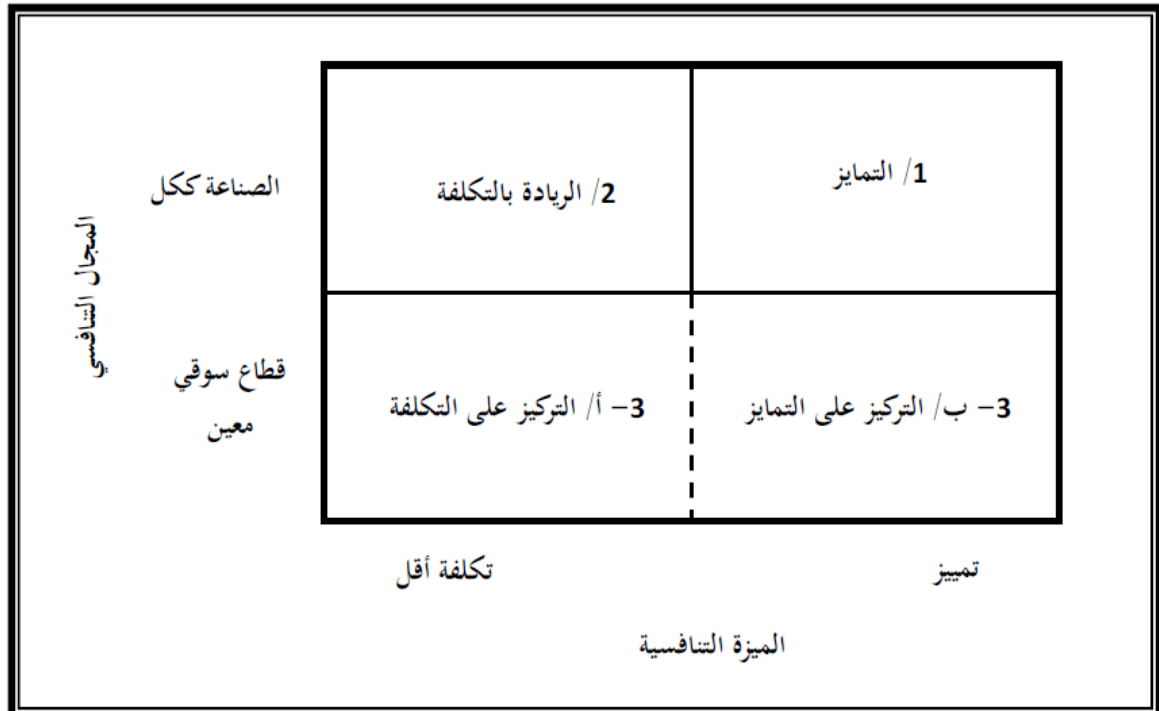 1/ التمايز
2/ الريادة بالتكلفة
الصناعة ككل
المجال التنافسي
3- ب/ التركيز على التمايز
3- أ/ التركيز على التكلفة
قطاع سوقي
معين
تمييز
تكلفة أقل
الميزة التنافسية